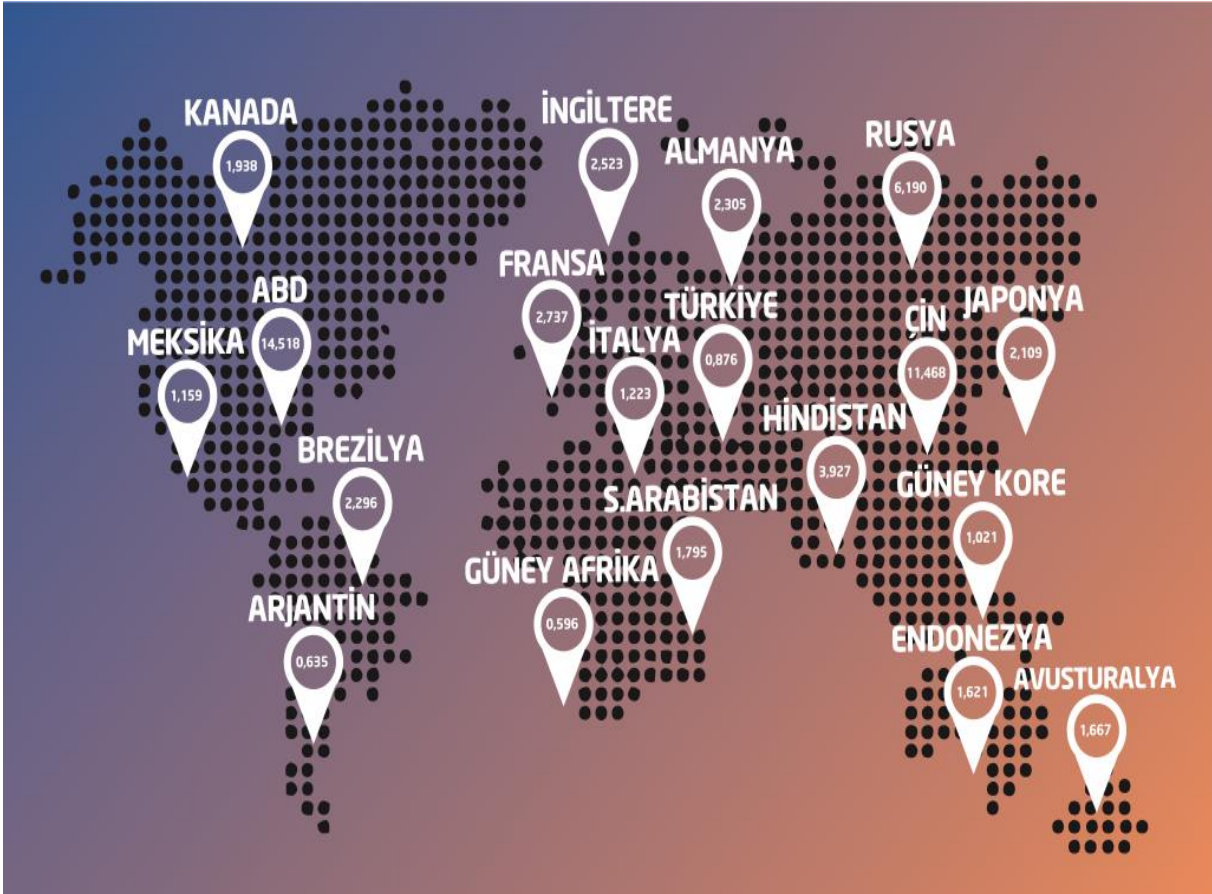 KANADA
1,938
İNGİLTERE
2,523
ALMANYA
2,305
RUSYA
6,190
FRANSA
2,737
ABD
14,518
MEKSİKA
1,159
İTALYA
1,223
TÜRKİYE
0,876
ÇİN
11,468
JAPONYA
2,109
HİNDİSTAN
3,927
BREZİLYA
2,296
S.ARABİSTAN
1,795
GÜNEY KORE
1,021
GÜNEY AFRİKA
0,596
ARJANTİN
0,635
ENDONEZYA
1,621
AVUSTURALYA
1,667